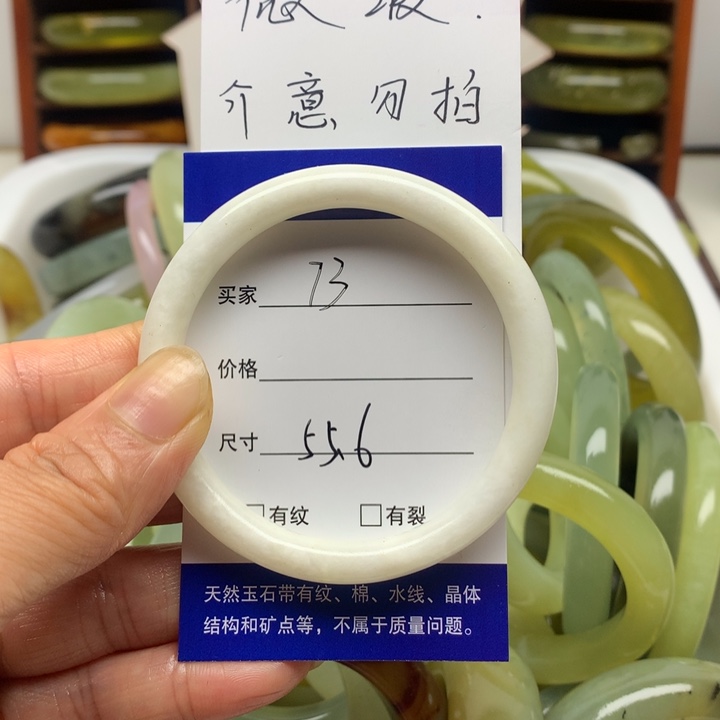 介意勿拍
买家 73
价格
尺寸 55.6
□有纹 □有裂
天然玉石带有纹、棉、水线、晶体
结构和矿点等，不属于质量问题。